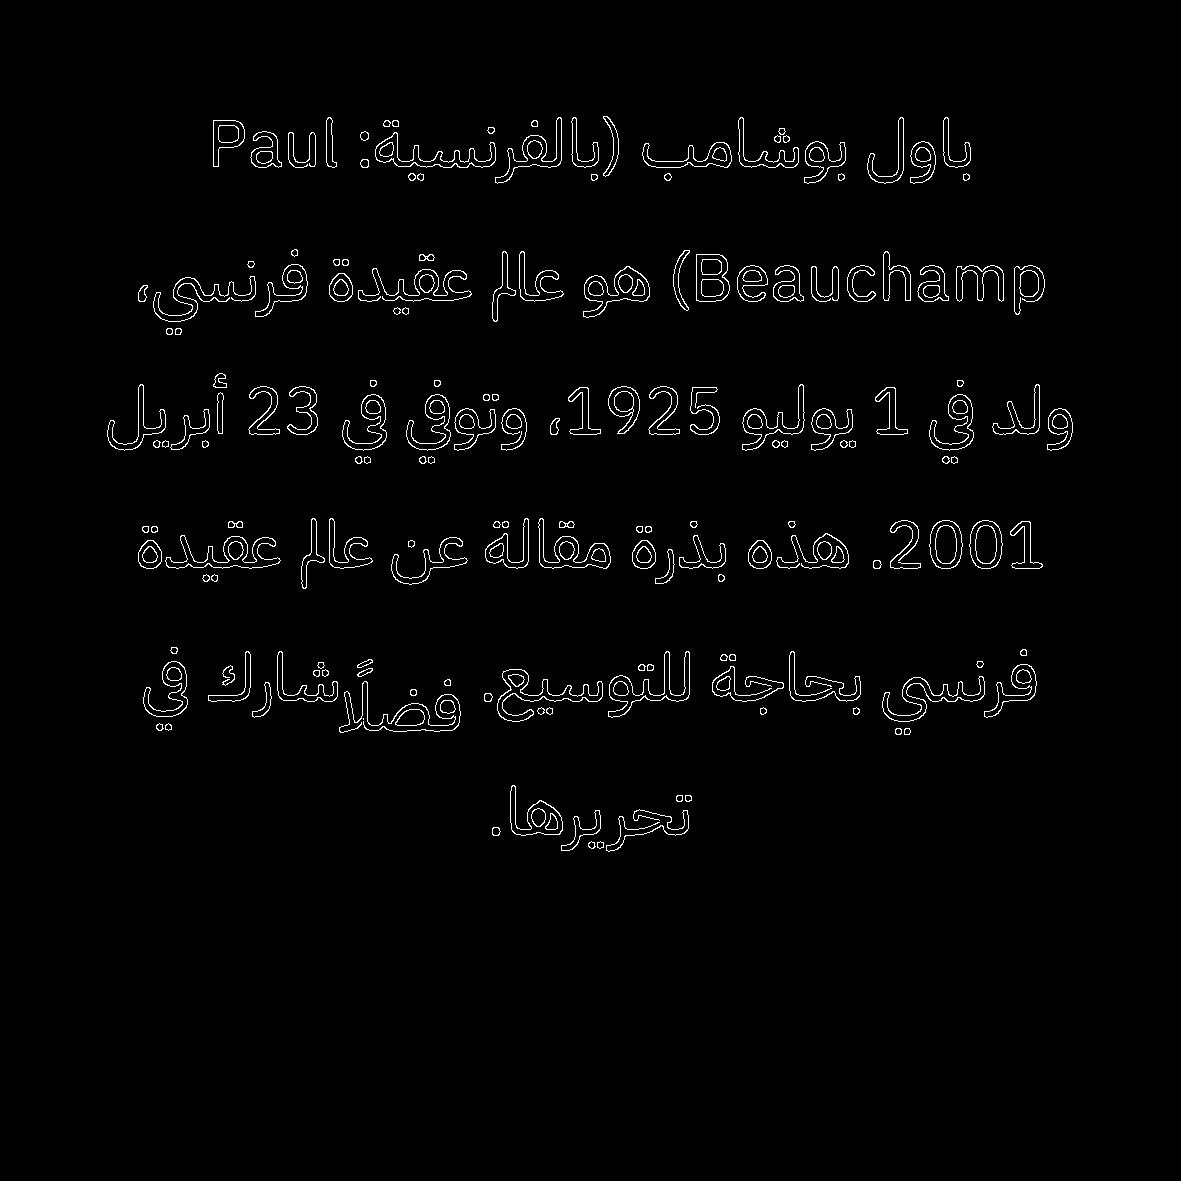 باول بوشامب (بالفرنسية: Paul
Beauchamp) هو عالم عقيدة فرنسي،
ولد في 1 يوليو 1925، وتوفي في 23 أبريل
2001. هذه بذرة مقالة عن عالم عقيدة
فرنسي بحاجة للتوسيع. فضلًا شارك في
تحريرها.